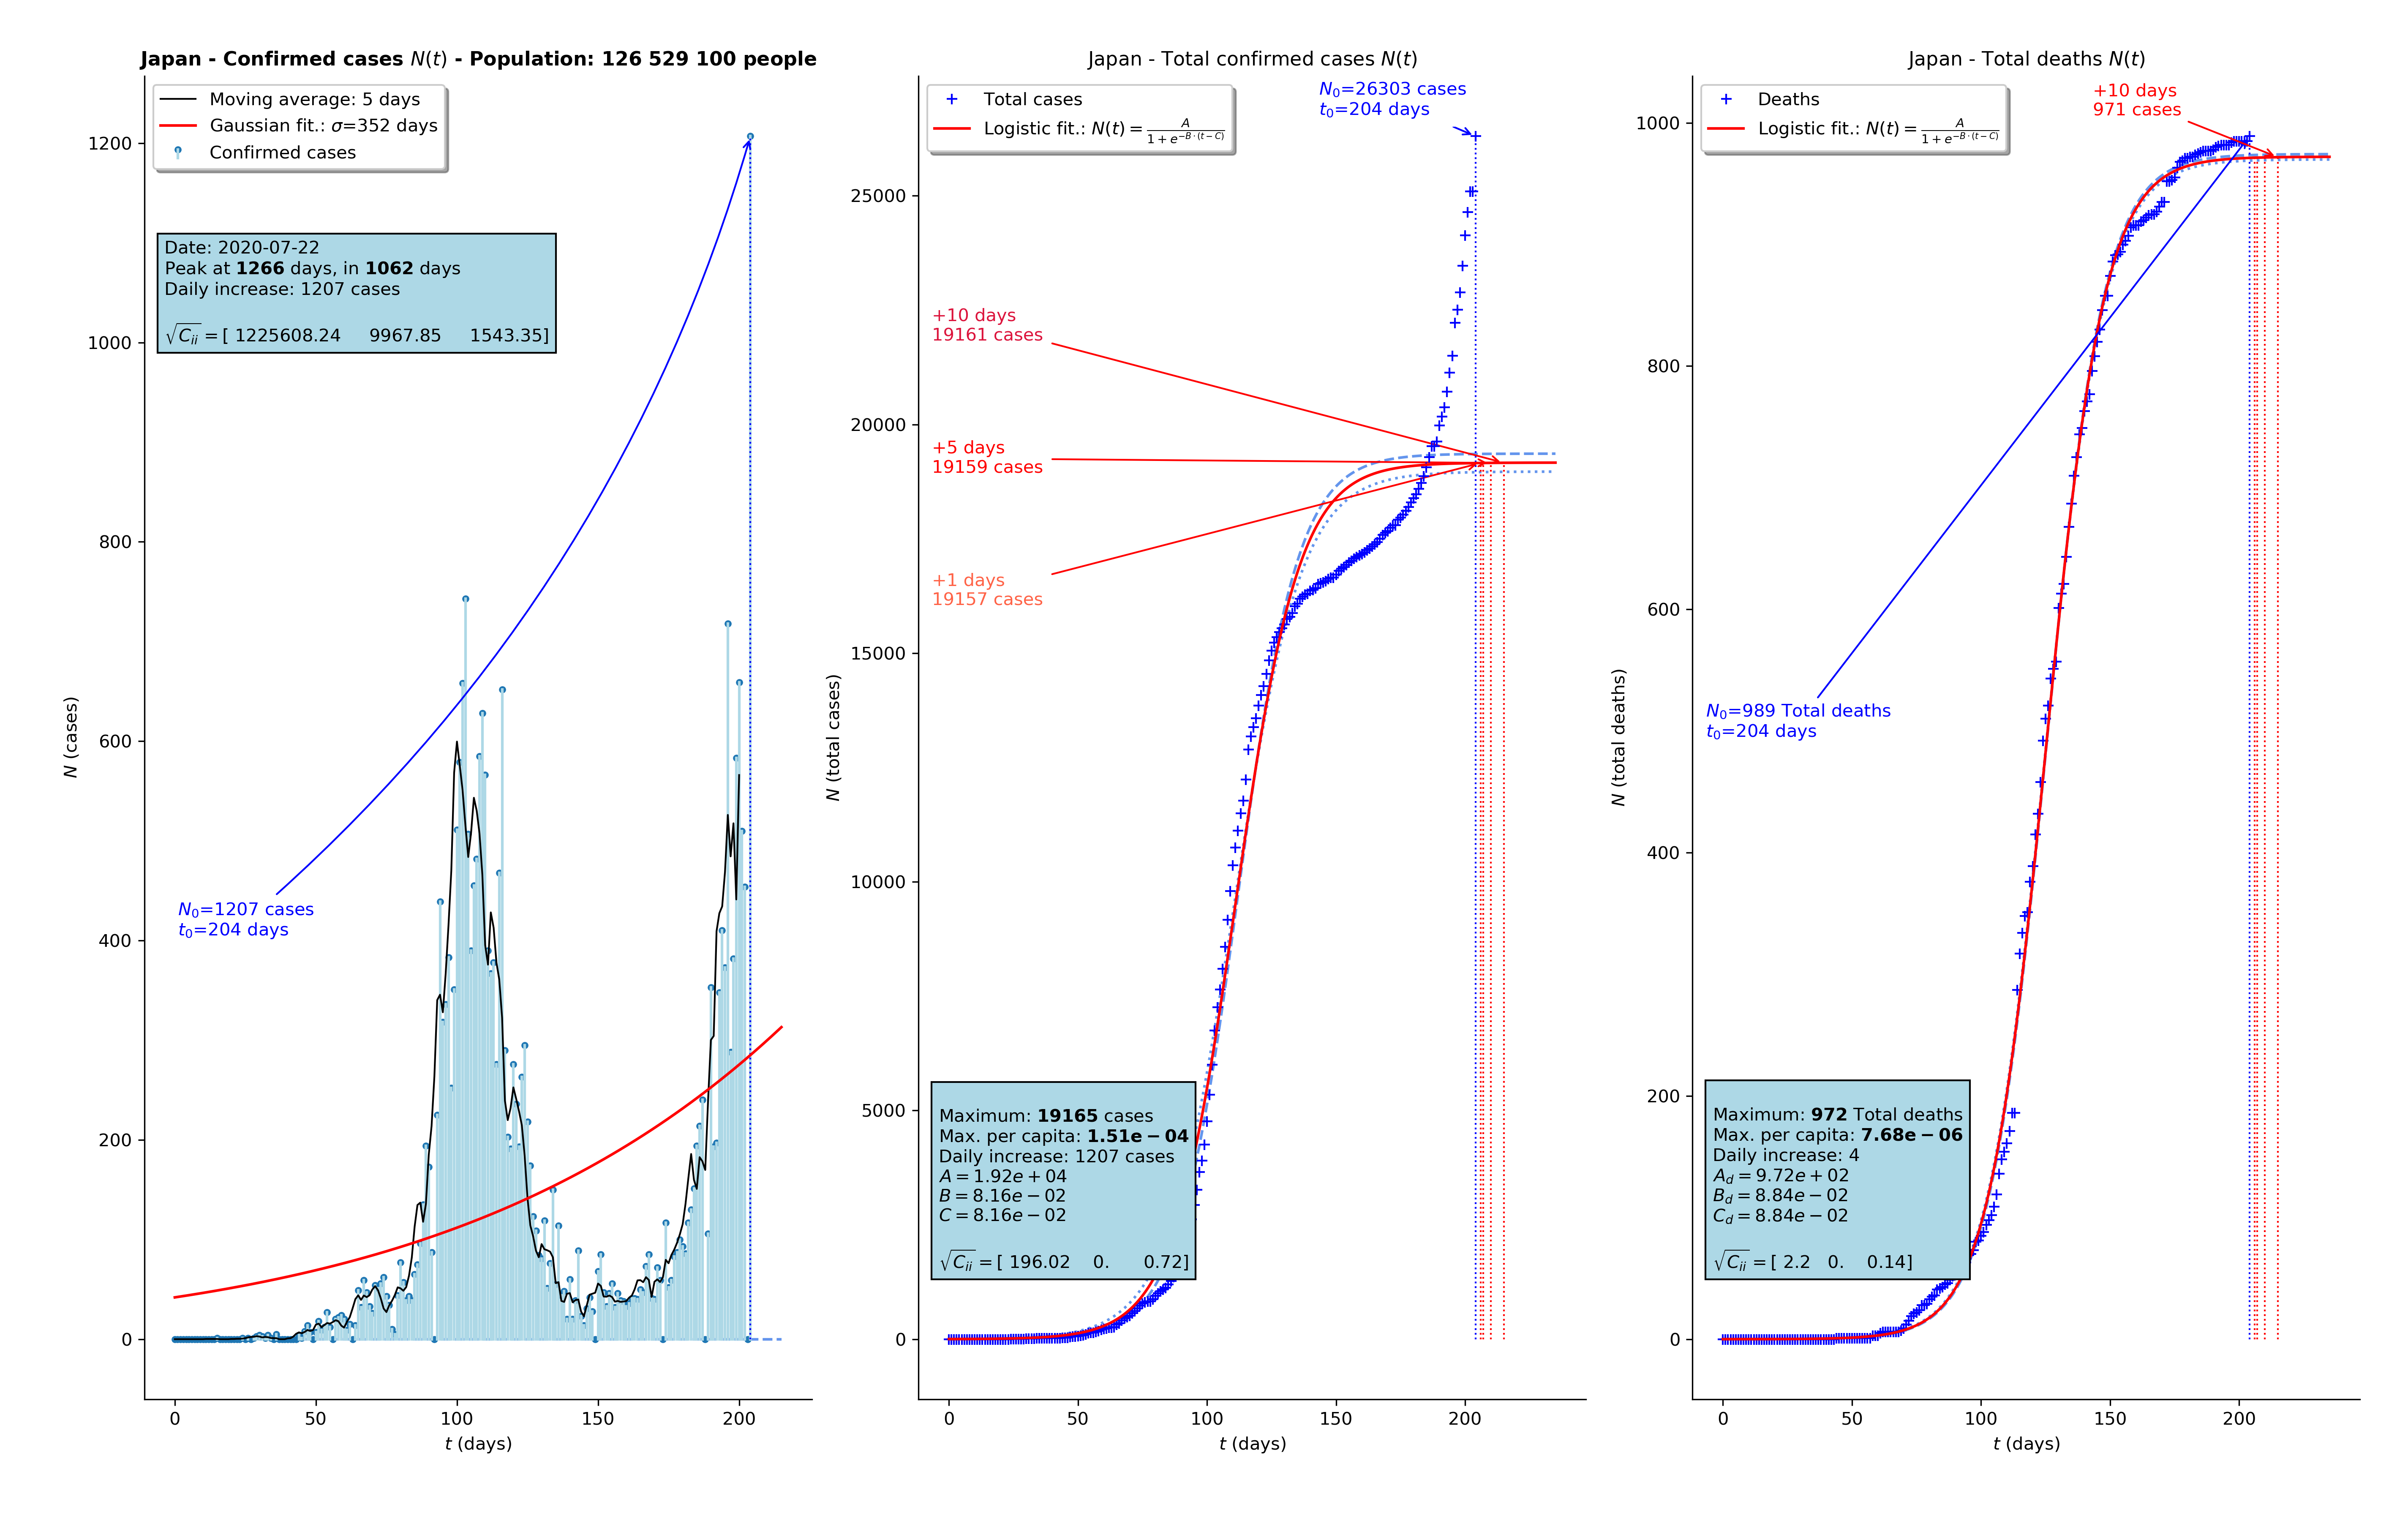 Japan - Confirmed cases N(t) - Population: 126 529 100 people
Moving average: 5 days
Gaussian fit.: σ=352 days
Confirmed cases
Date: 2020-07-22
Peak at 1266 days, in 1062 days
Daily increase: 1207 cases
√C_ii = [ 1225608.24 9967.85 1543.35]
N₀=1207 cases
t₀=204 days
N (cases)
1200
1000
800
600
400
200
0
0 50 100 150 200
t (days)
Japan - Total confirmed cases N(t)
Total cases
Logistic fit.: N(t) = A / (1 + e^{-B·(t-C)})
N₀=26303 cases
t₀=204 days
+10 days
19161 cases
+5 days
19159 cases
+1 days
19157 cases
Maximum: 19165 cases
Max. per capita: 1.51e − 04
Daily increase: 1207 cases
A = 1.92e + 04
B = 8.16e − 02
C = 8.16e − 02
√C_ii = [ 196.02 0. 0.72]
N (total cases)
25000
20000
15000
10000
5000
0
0 50 100 150 200
t (days)
Japan - Total deaths N(t)
Deaths
Logistic fit.: N(t) = A / (1 + e^{-B·(t-C)})
+10 days
971 cases
N₀=989 Total deaths
t₀=204 days
Maximum: 972 Total deaths
Max. per capita: 7.68e − 06
Daily increase: 4
A_d = 9.72e + 02
B_d = 8.84e − 02
C_d = 8.84e − 02
√C_ii = [ 2.2 0. 0.14]
N (total deaths)
1000
800
600
400
200
0
0 50 100 150 200
t (days)